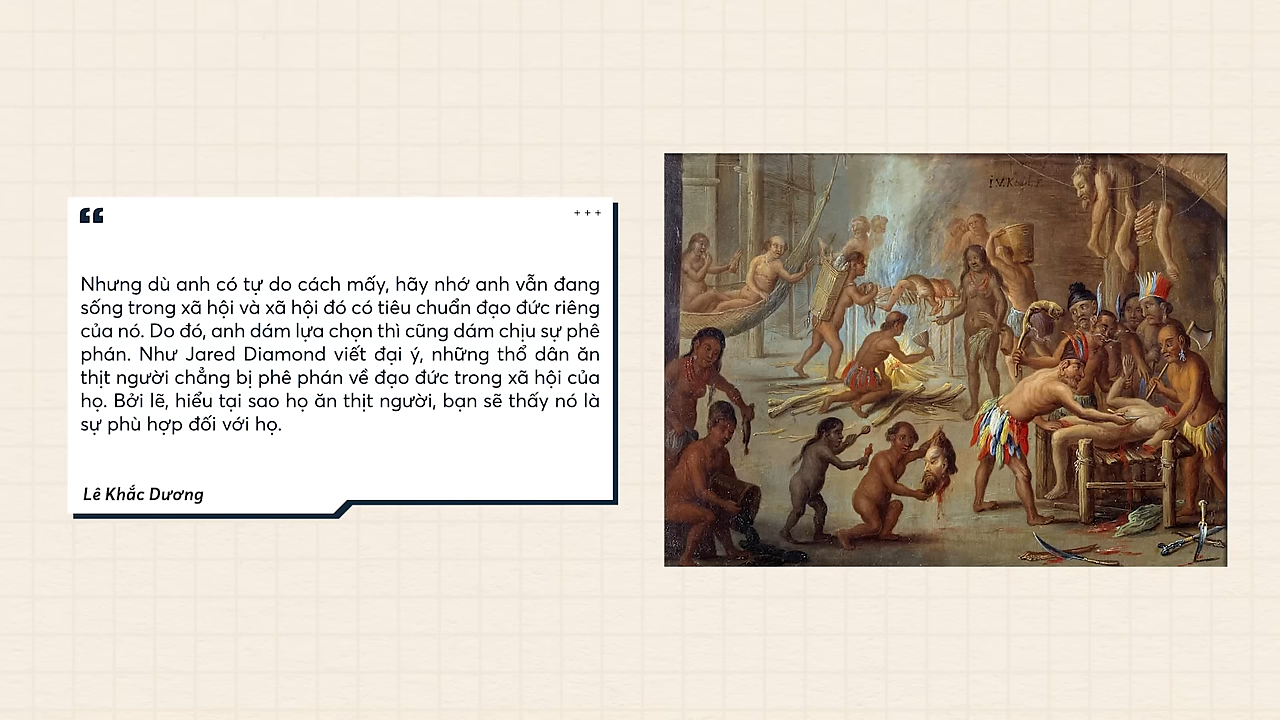 Nhưng dù anh có tự do cách mấy, hãy nhớ anh vẫn đang
sống trong xã hội và xã hội đó có tiêu chuẩn đạo đức riêng
của nó. Do đó, anh dám lựa chọn thì cũng dám chịu sự phê
phán. Như Jared Diamond viết đại ý, những thổ dân ăn
thịt người chẳng bị phê phán về đạo đức trong xã hội của
họ. Bởi lẽ, hiểu tại sao họ ăn thịt người, bạn sẽ thấy nó là
sự phù hợp đối với họ.
Lê Khắc Dương